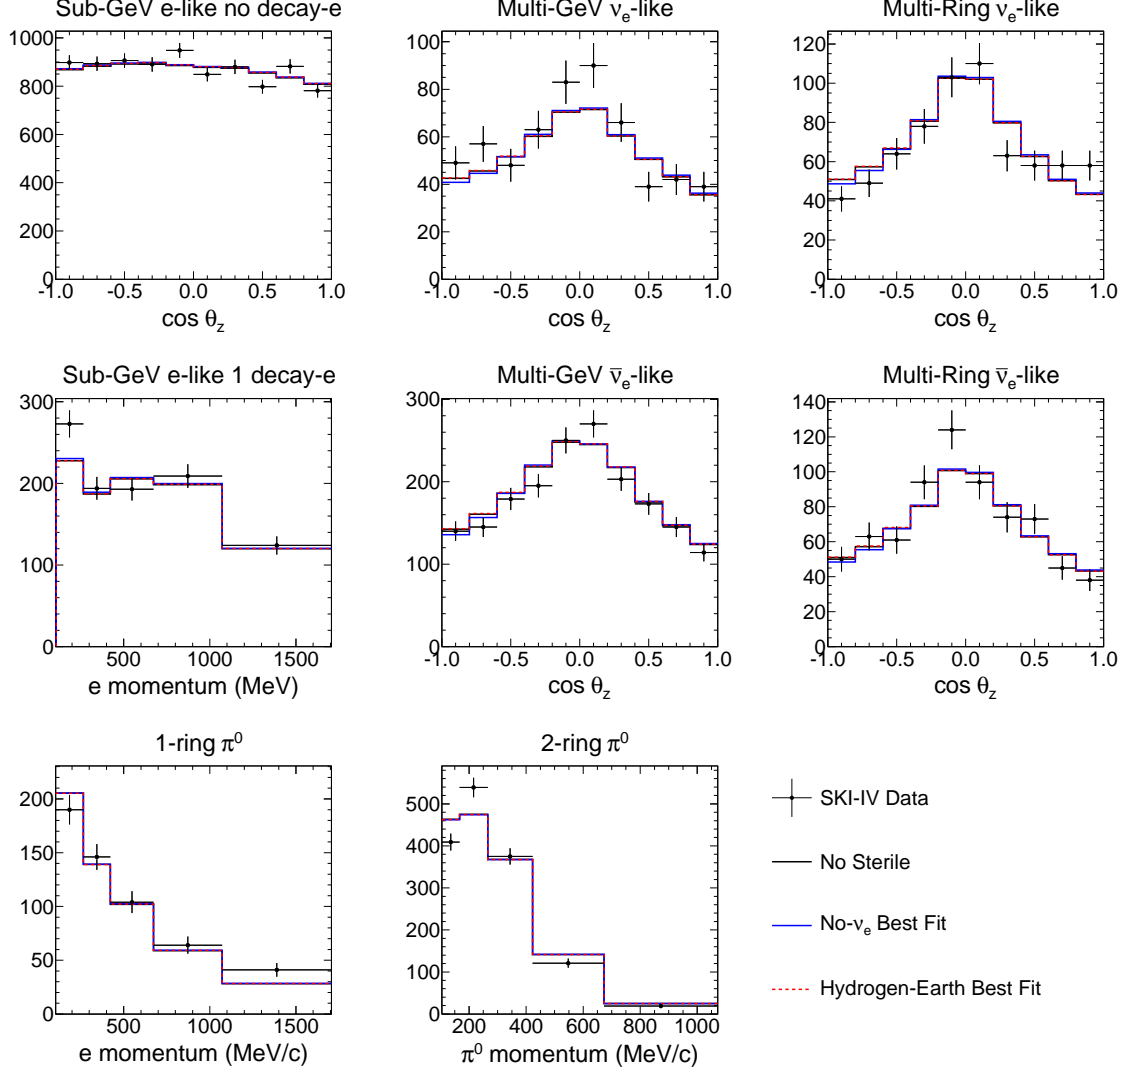 Sub-GeV e-like no decay-e
1000
800
600
400
200
0
-1.0 -0.5 0.0 0.5 1.0
cos θz
Multi-GeV νe-like
100
80
60
40
20
0
-1.0 -0.5 0.0 0.5 1.0
cos θz
Multi-Ring νe-like
120
100
80
60
40
20
0
-1.0 -0.5 0.0 0.5 1.0
cos θz
Sub-GeV e-like 1 decay-e
300
200
100
0
500 1000 1500
e momentum (MeV)
Multi-GeV ν̅e-like
300
200
100
0
-1.0 -0.5 0.0 0.5 1.0
cos θz
Multi-Ring ν̅e-like
140
120
100
80
60
40
20
0
-1.0 -0.5 0.0 0.5 1.0
cos θz
1-ring π⁰
200
150
100
50
0
500 1000 1500
e momentum (MeV/c)
2-ring π⁰
500
400
300
200
100
0
200 400 600 800 1000
π⁰ momentum (MeV/c)
SKI-IV Data
No Sterile
No-νe Best Fit
Hydrogen-Earth Best Fit